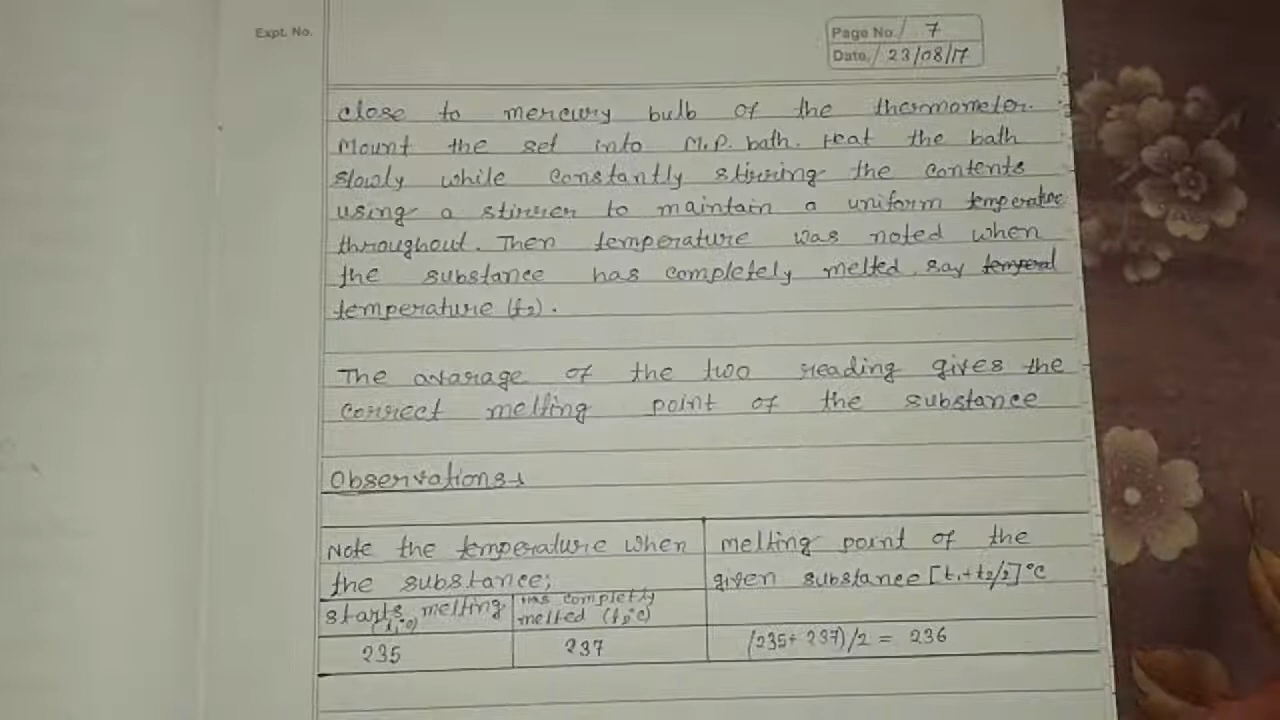 Expt. No.
Page No. 7
Date 23/08/17
close to mercury bulb of the thermometer.
Mount the set into M.P. bath. Heat the bath
slowly while constantly stirring the contents
using a stirrer to maintain a uniform temperature
throughout. Then temperature was noted when
the substance has completely melted, say temperal
temperature (t2).
The avarage of the two reading gives the
correct melting point of the substance
Observations:
Note the temperature when
the substance;
melting point of the
given substance [t1+t2/2]°C
starts melting
(t1°C)
has completly
melted (t2°C)
235
237
(235+237)/2 = 236